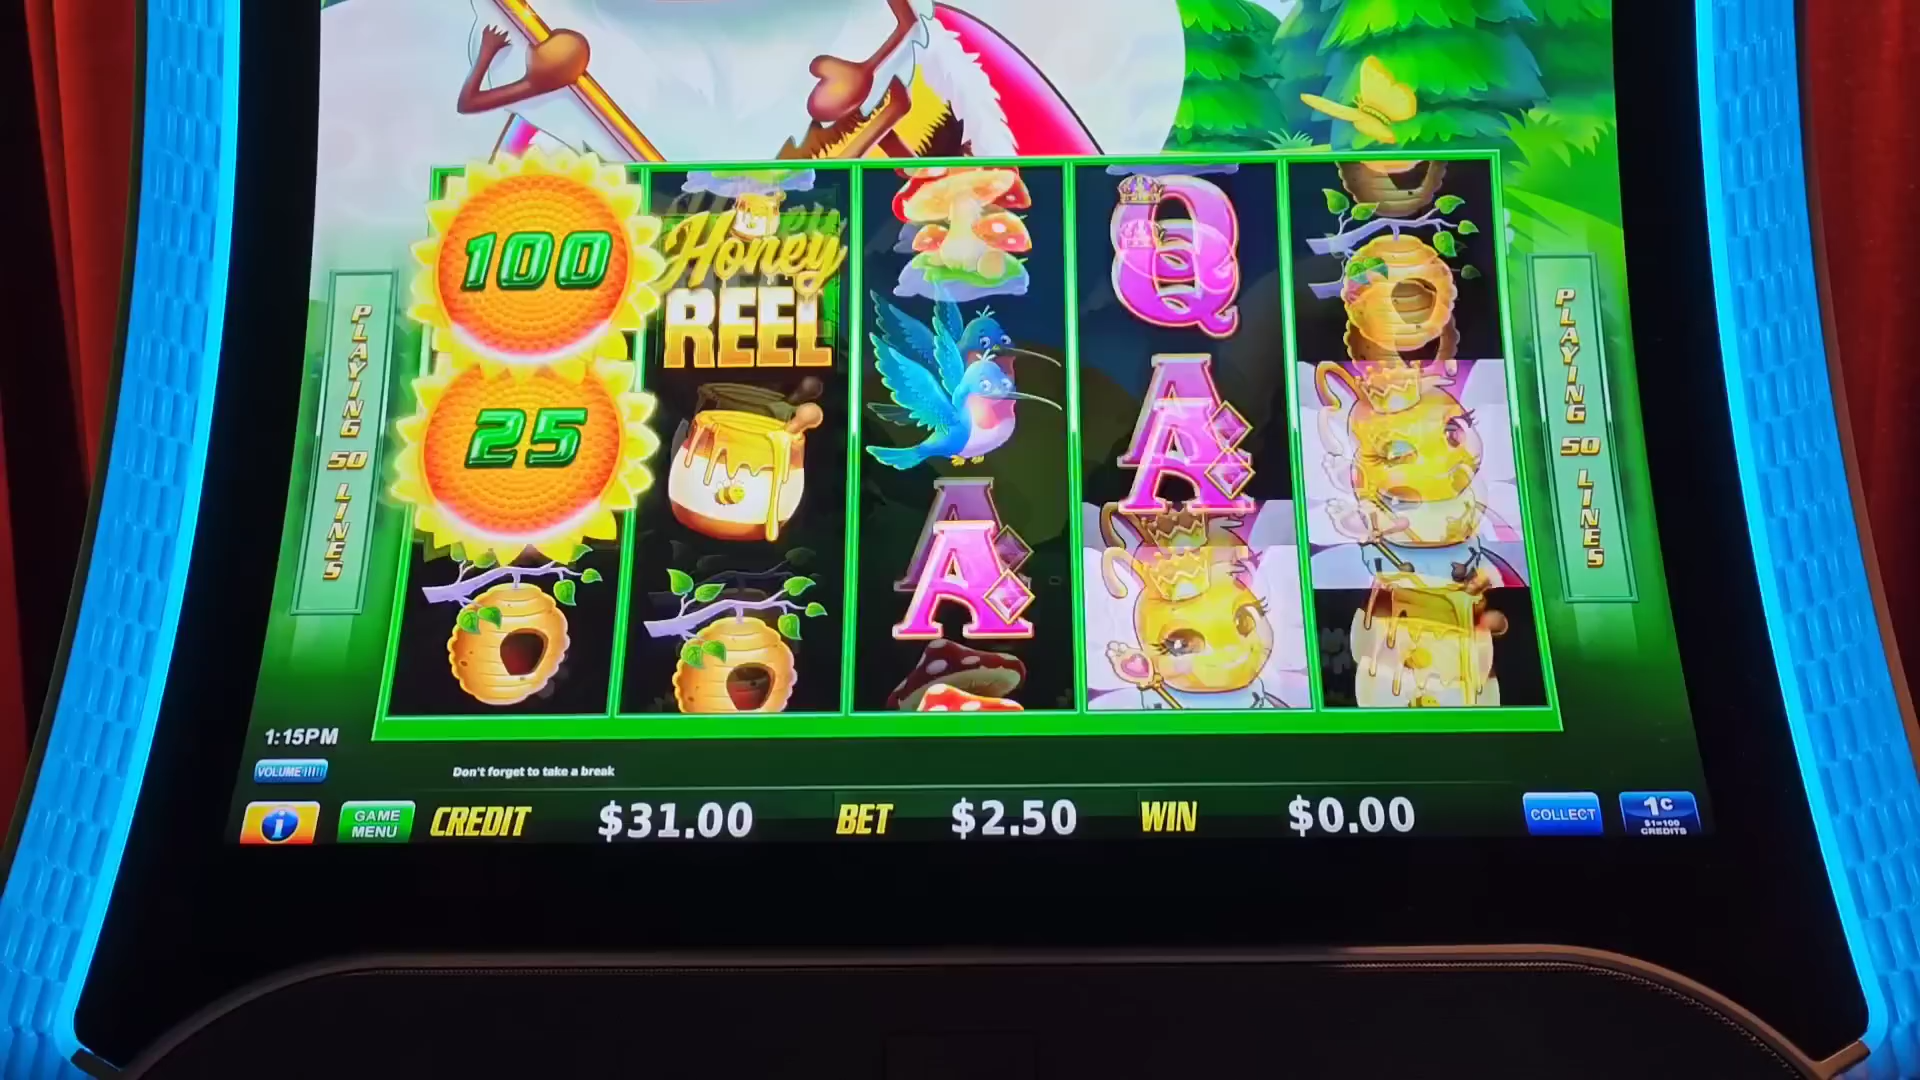 100
Honey
REEL
Q
25
A
A
PLAYING 50 LINES
PLAYING 50 LINES
1:15PM
VOLUME
Don't forget to take a break
GAME
MENU
CREDIT
$31.00
BET
$2.50
WIN
$0.00
COLLECT
1¢
$1=100
CREDITS